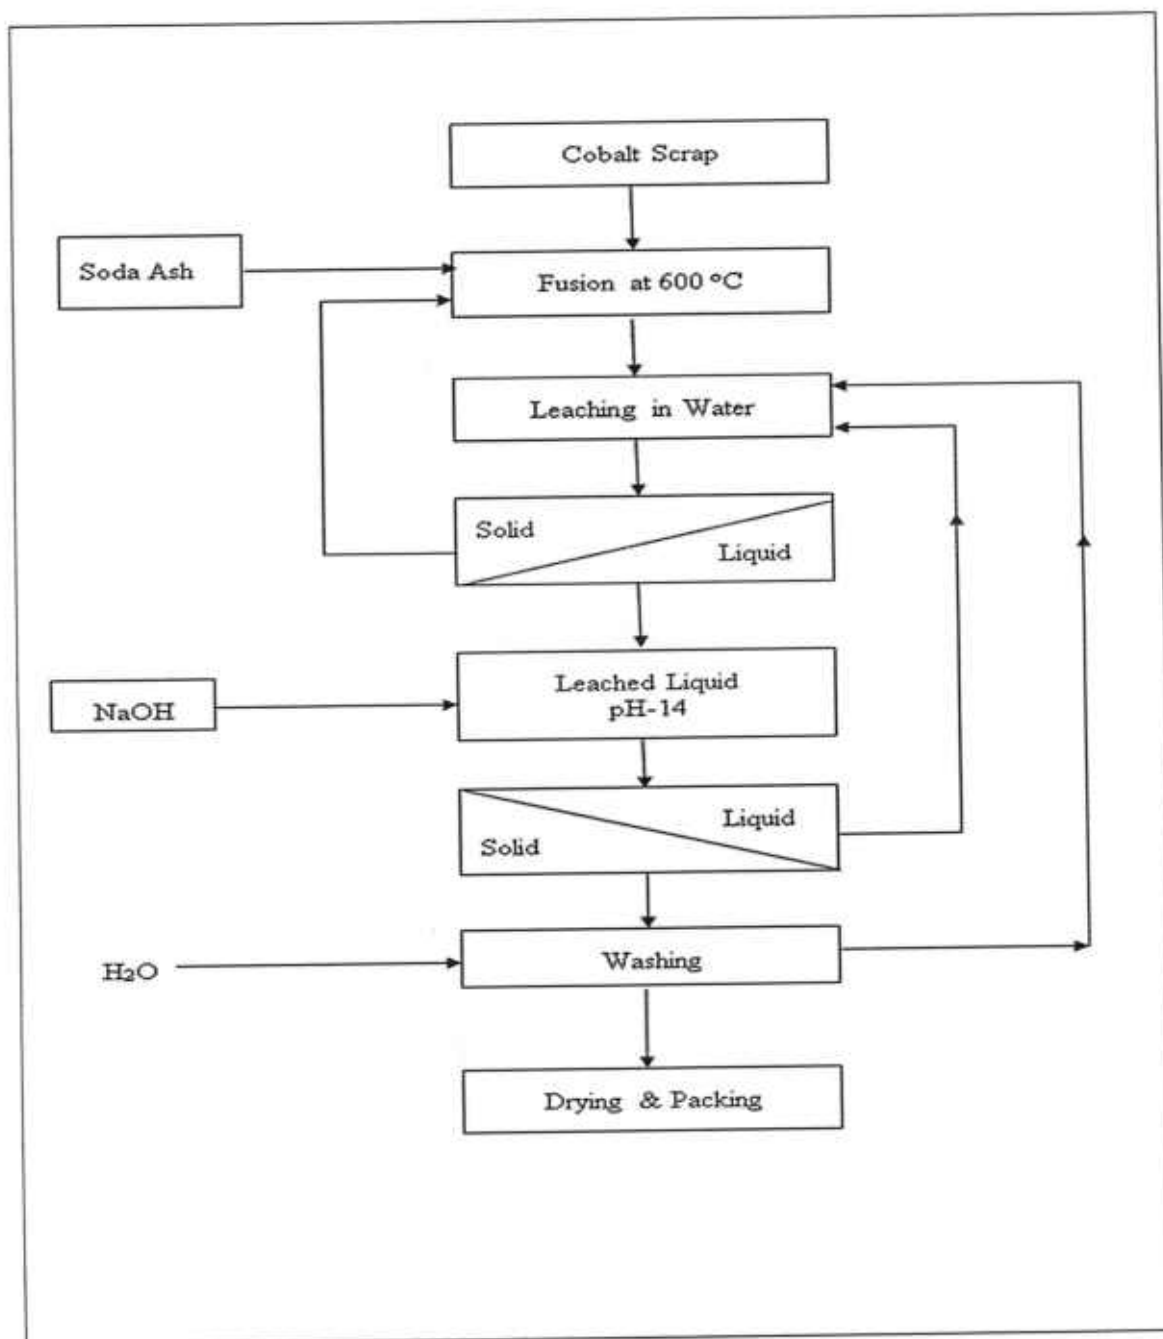 Cobalt Scrap
Soda Ash
Fusion at 600 °C
Leaching in Water
Solid
Liquid
Leached Liquid
pH-14
NaOH
Liquid
Solid
H2O
Washing
Drying & Packing